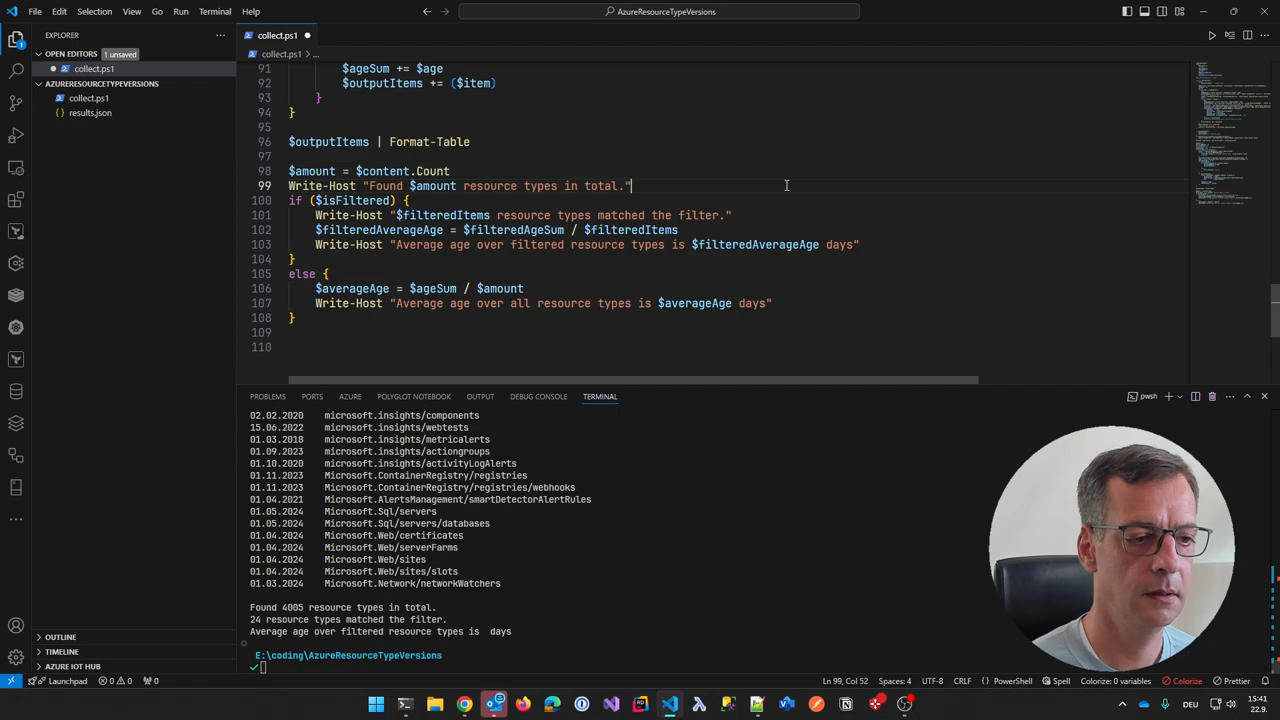 File Edit Selection View Go Run Terminal Help
AzureResourceTypeVersions
EXPLORER
OPEN EDITORS 1 unsaved
collect.ps1
AZURERESOURCETYPEVERSIONS
collect.ps1
results.json
OUTLINE
TIMELINE
AZURE IOT HUB
collect.ps1
collect.ps1 > ...
91 $ageSum += $age
92 $outputItems += ($item)
93 }
94 }
95
96 $outputItems | Format-Table
97
98 $amount = $content.Count
99 Write-Host "Found $amount resource types in total."
100 if ($isFiltered) {
101 Write-Host "$filteredItems resource types matched the filter."
102 $filteredAverageAge = $filteredAgeSum / $filteredItems
103 Write-Host "Average age over filtered resource types is $filteredAverageAge days"
104 }
105 else {
106 $averageAge = $ageSum / $amount
107 Write-Host "Average age over all resource types is $averageAge days"
108 }
109
110
PROBLEMS PORTS AZURE POLYGLOT NOTEBOOK OUTPUT DEBUG CONSOLE TERMINAL
pwsh
02.02.2020 microsoft.insights/components
15.06.2022 microsoft.insights/webtests
01.03.2018 microsoft.insights/metricalerts
01.09.2023 microsoft.insights/actiongroups
01.10.2020 microsoft.insights/activityLogAlerts
01.11.2023 Microsoft.ContainerRegistry/registries
01.11.2023 Microsoft.ContainerRegistry/registries/webhooks
01.04.2021 Microsoft.AlertsManagement/smartDetectorAlertRules
01.05.2024 Microsoft.Sql/servers
01.05.2024 Microsoft.Sql/servers/databases
01.04.2024 Microsoft.Web/certificates
01.04.2024 Microsoft.Web/serverFarms
01.04.2024 Microsoft.Web/sites
01.04.2024 Microsoft.Web/sites/slots
01.03.2024 Microsoft.Network/networkWatchers
Found 4005 resource types in total.
24 resource types matched the filter.
Average age over filtered resource types is  days
E:\coding\AzureResourceTypeVersions
Launchpad 0 0 0
Ln 99, Col 52 Spaces: 4 UTF-8 CRLF PowerShell Spell Colorize: 0 variables Colorize Prettier
DEU 15:41
22.9.